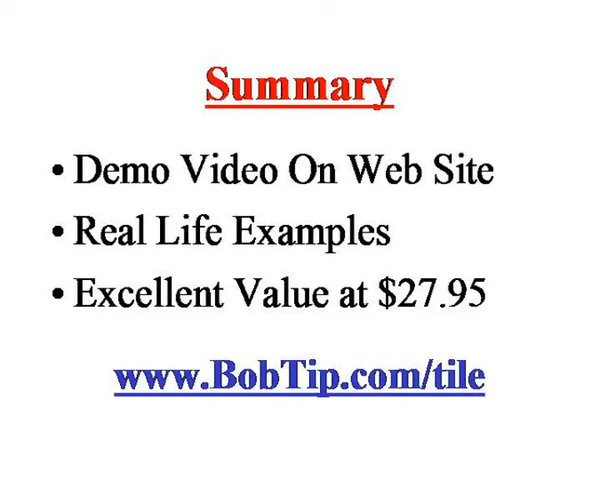 Summary
• Demo Video On Web Site
• Real Life Examples
• Excellent Value at $27.95
www.BobTip.com/tile